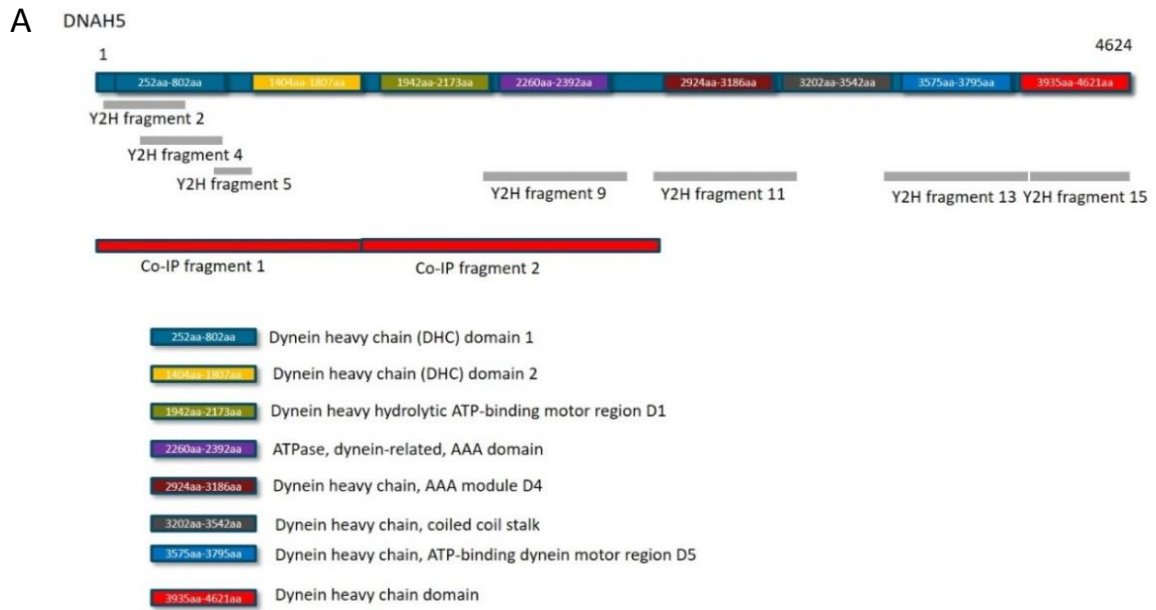 A
DNAH5
1
4624
252aa-802aa 1404aa-1807aa 1942aa-2173aa 2260aa-2392aa 2924aa-3186aa 3202aa-3542aa 3575aa-3795aa 3935aa-4621aa
Y2H fragment 2
Y2H fragment 4
Y2H fragment 5
Y2H fragment 9
Y2H fragment 11
Y2H fragment 13
Y2H fragment 15
Co-IP fragment 1
Co-IP fragment 2
252aa-802aa Dynein heavy chain (DHC) domain 1
1404aa-1807aa Dynein heavy chain (DHC) domain 2
1942aa-2173aa Dynein heavy hydrolytic ATP-binding motor region D1
2260aa-2392aa ATPase, dynein-related, AAA domain
2924aa-3186aa Dynein heavy chain, AAA module D4
3202aa-3542aa Dynein heavy chain, coiled coil stalk
3575aa-3795aa Dynein heavy chain, ATP-binding dynein motor region D5
3935aa-4621aa Dynein heavy chain domain